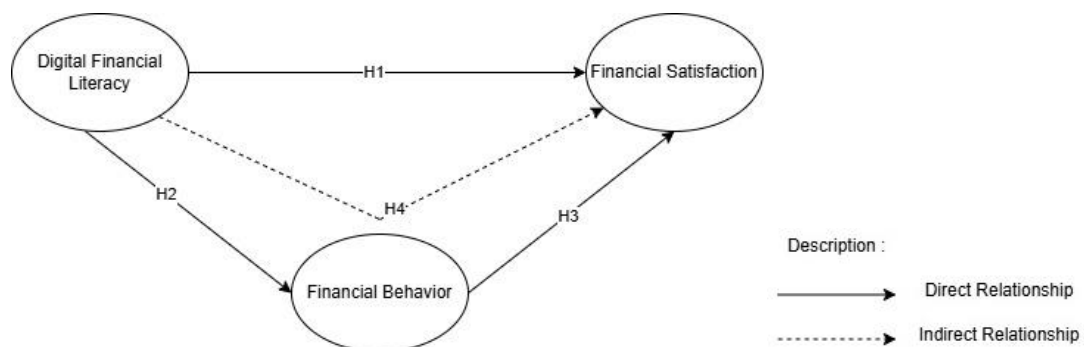 Digital Financial
Literacy
H1
Financial Satisfaction
H2
H4
H3
Financial Behavior
Description :
Direct Relationship
Indirect Relationship